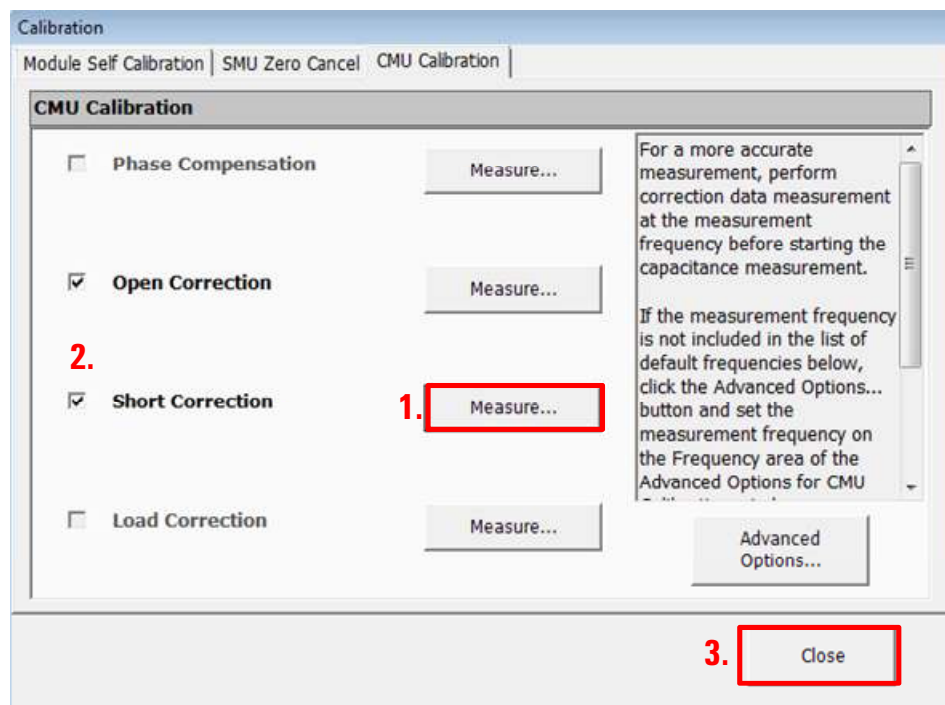 Calibration
Module Self Calibration SMU Zero Cancel CMU Calibration
CMU Calibration
Phase Compensation Measure...
Open Correction Measure...
2.
Short Correction 1. Measure...
Load Correction Measure...
For a more accurate
measurement, perform
correction data measurement
at the measurement
frequency before starting the
capacitance measurement.
If the measurement frequency
is not included in the list of
default frequencies below,
click the Advanced Options...
button and set the
measurement frequency on
the Frequency area of the
Advanced Options for CMU
Advanced
Options...
3. Close